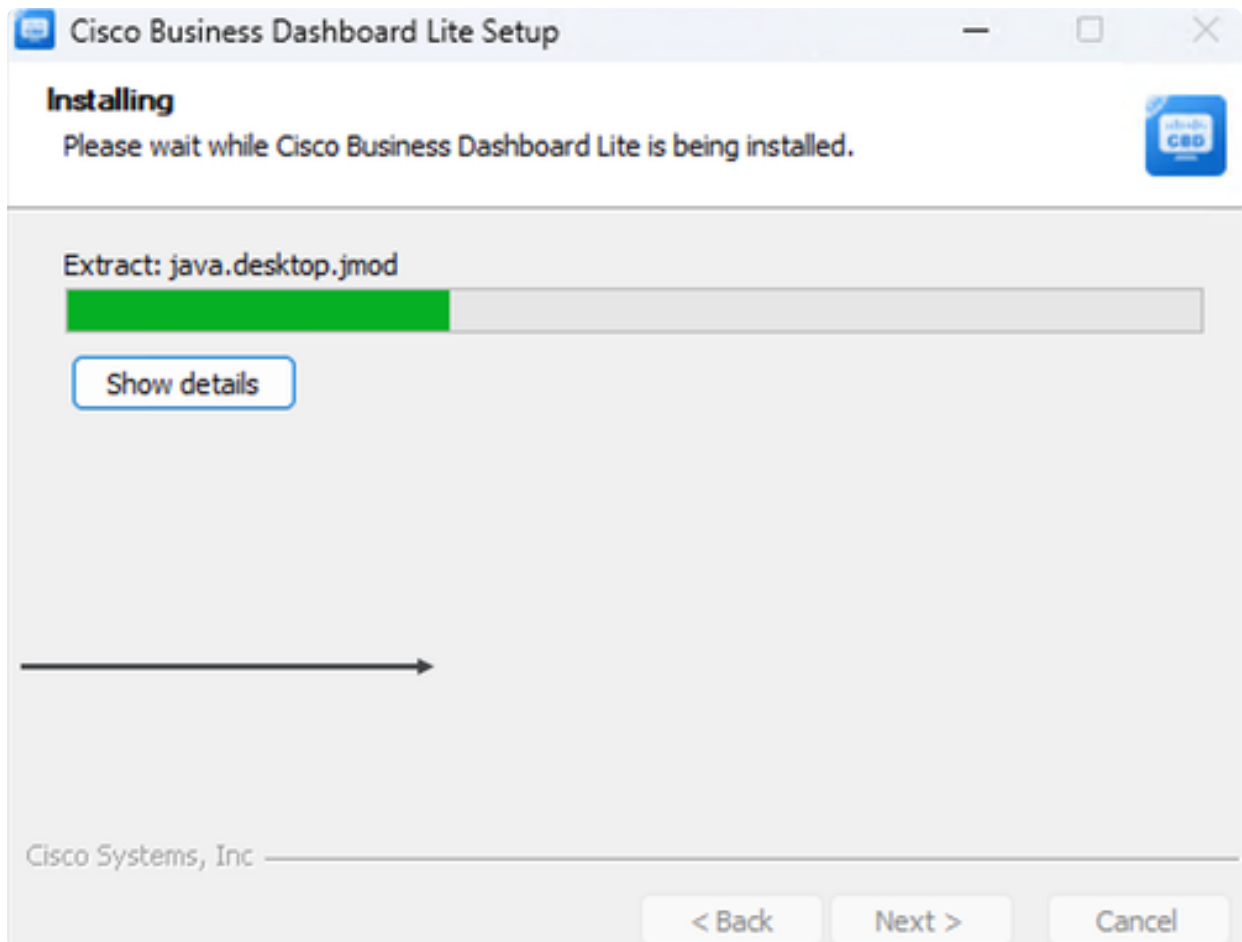 Cisco Business Dashboard Lite Setup
Installing
Please wait while Cisco Business Dashboard Lite is being installed.
CBD
Extract: java.desktop.jmod
Show details
Cisco Systems, Inc
< Back
Next >
Cancel